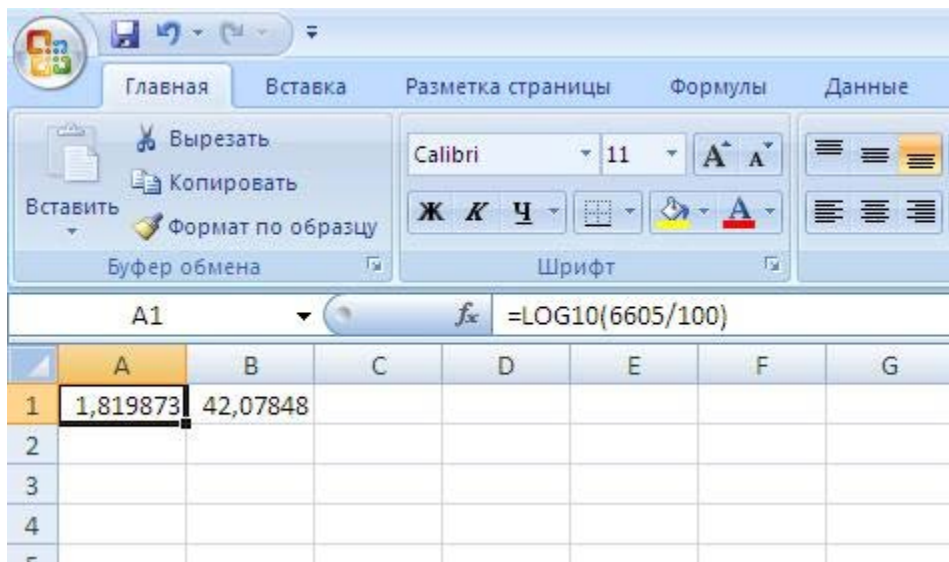 Главная Вставка Разметка страницы Формулы Данные
Вырезать
Копировать
Вставить
Формат по образцу
Буфер обмена
Calibri 11 A A
Ж К Ч A
Шрифт
A1 fx =LOG10(6605/100)
A B C D E F G
1 1,819873 42,07848
2
3
4